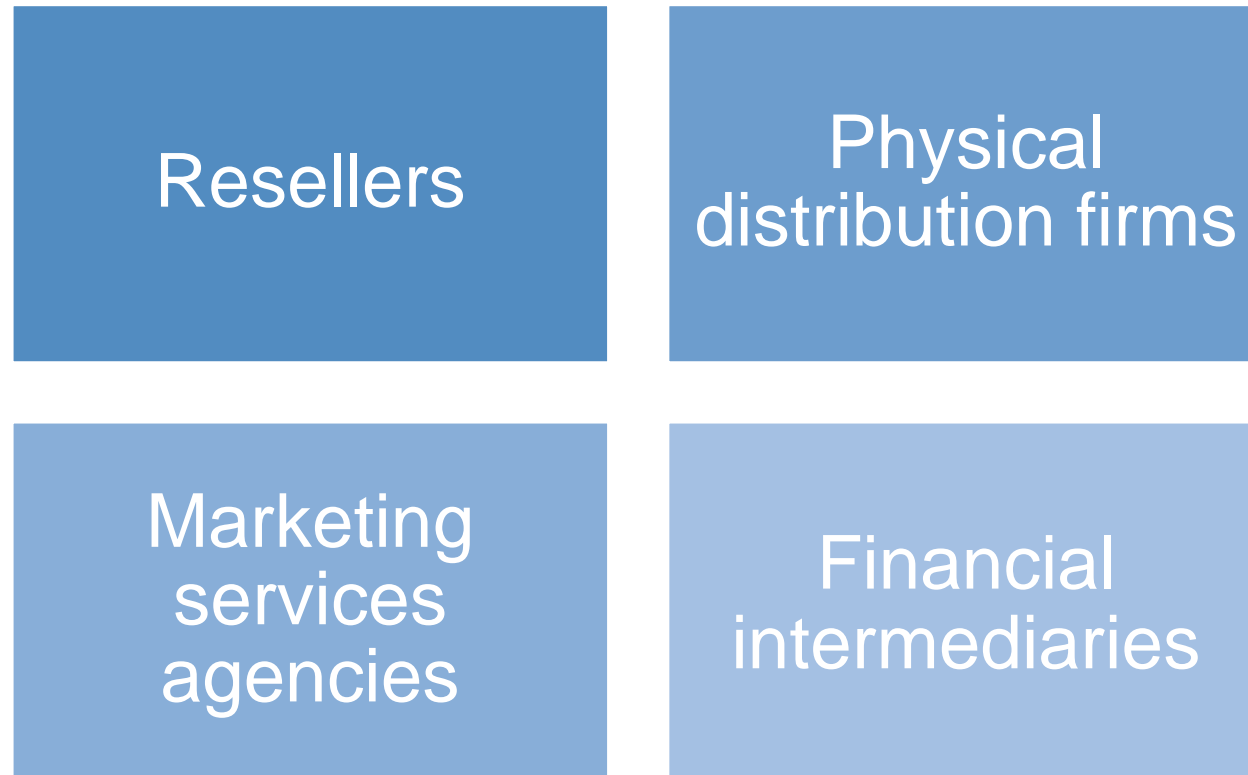 Resellers
Physical
distribution firms
Marketing
services
agencies
Financial
intermediaries